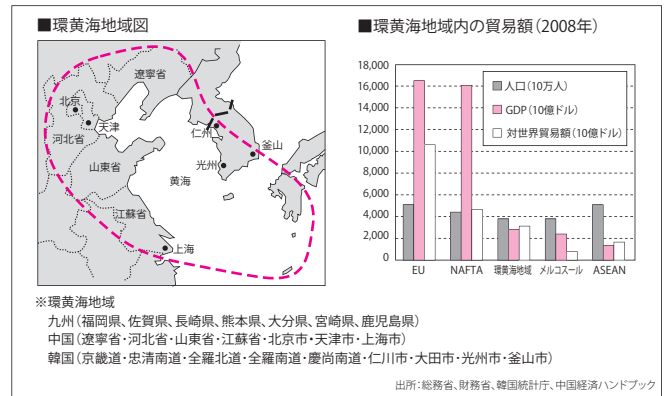 ■環黄海地域図
遼寧省
北京
天津
河北省
仁川
釜山
山東省
光州
黄海
江蘇省
上海
■環黄海地域内の貿易額（2008年）
18,000
16,000
14,000
12,000
10,000
8,000
6,000
4,000
2,000
0
人口（10万人）
GDP（10億ドル）
対世界貿易額（10億ドル）
EU NAFTA 環黄海地域 メルコスール ASEAN
※環黄海地域
九州（福岡県、佐賀県、長崎県、熊本県、大分県、宮崎県、鹿児島県）
中国（遼寧省・河北省・山東省・江蘇省・北京市・天津市・上海市）
韓国（京畿道・忠清南道・全羅北道・全羅南道・慶尚南道・仁川市・大田市・光州市・釜山市）
出所：総務省、財務省、韓国統計庁、中国経済ハンドブック